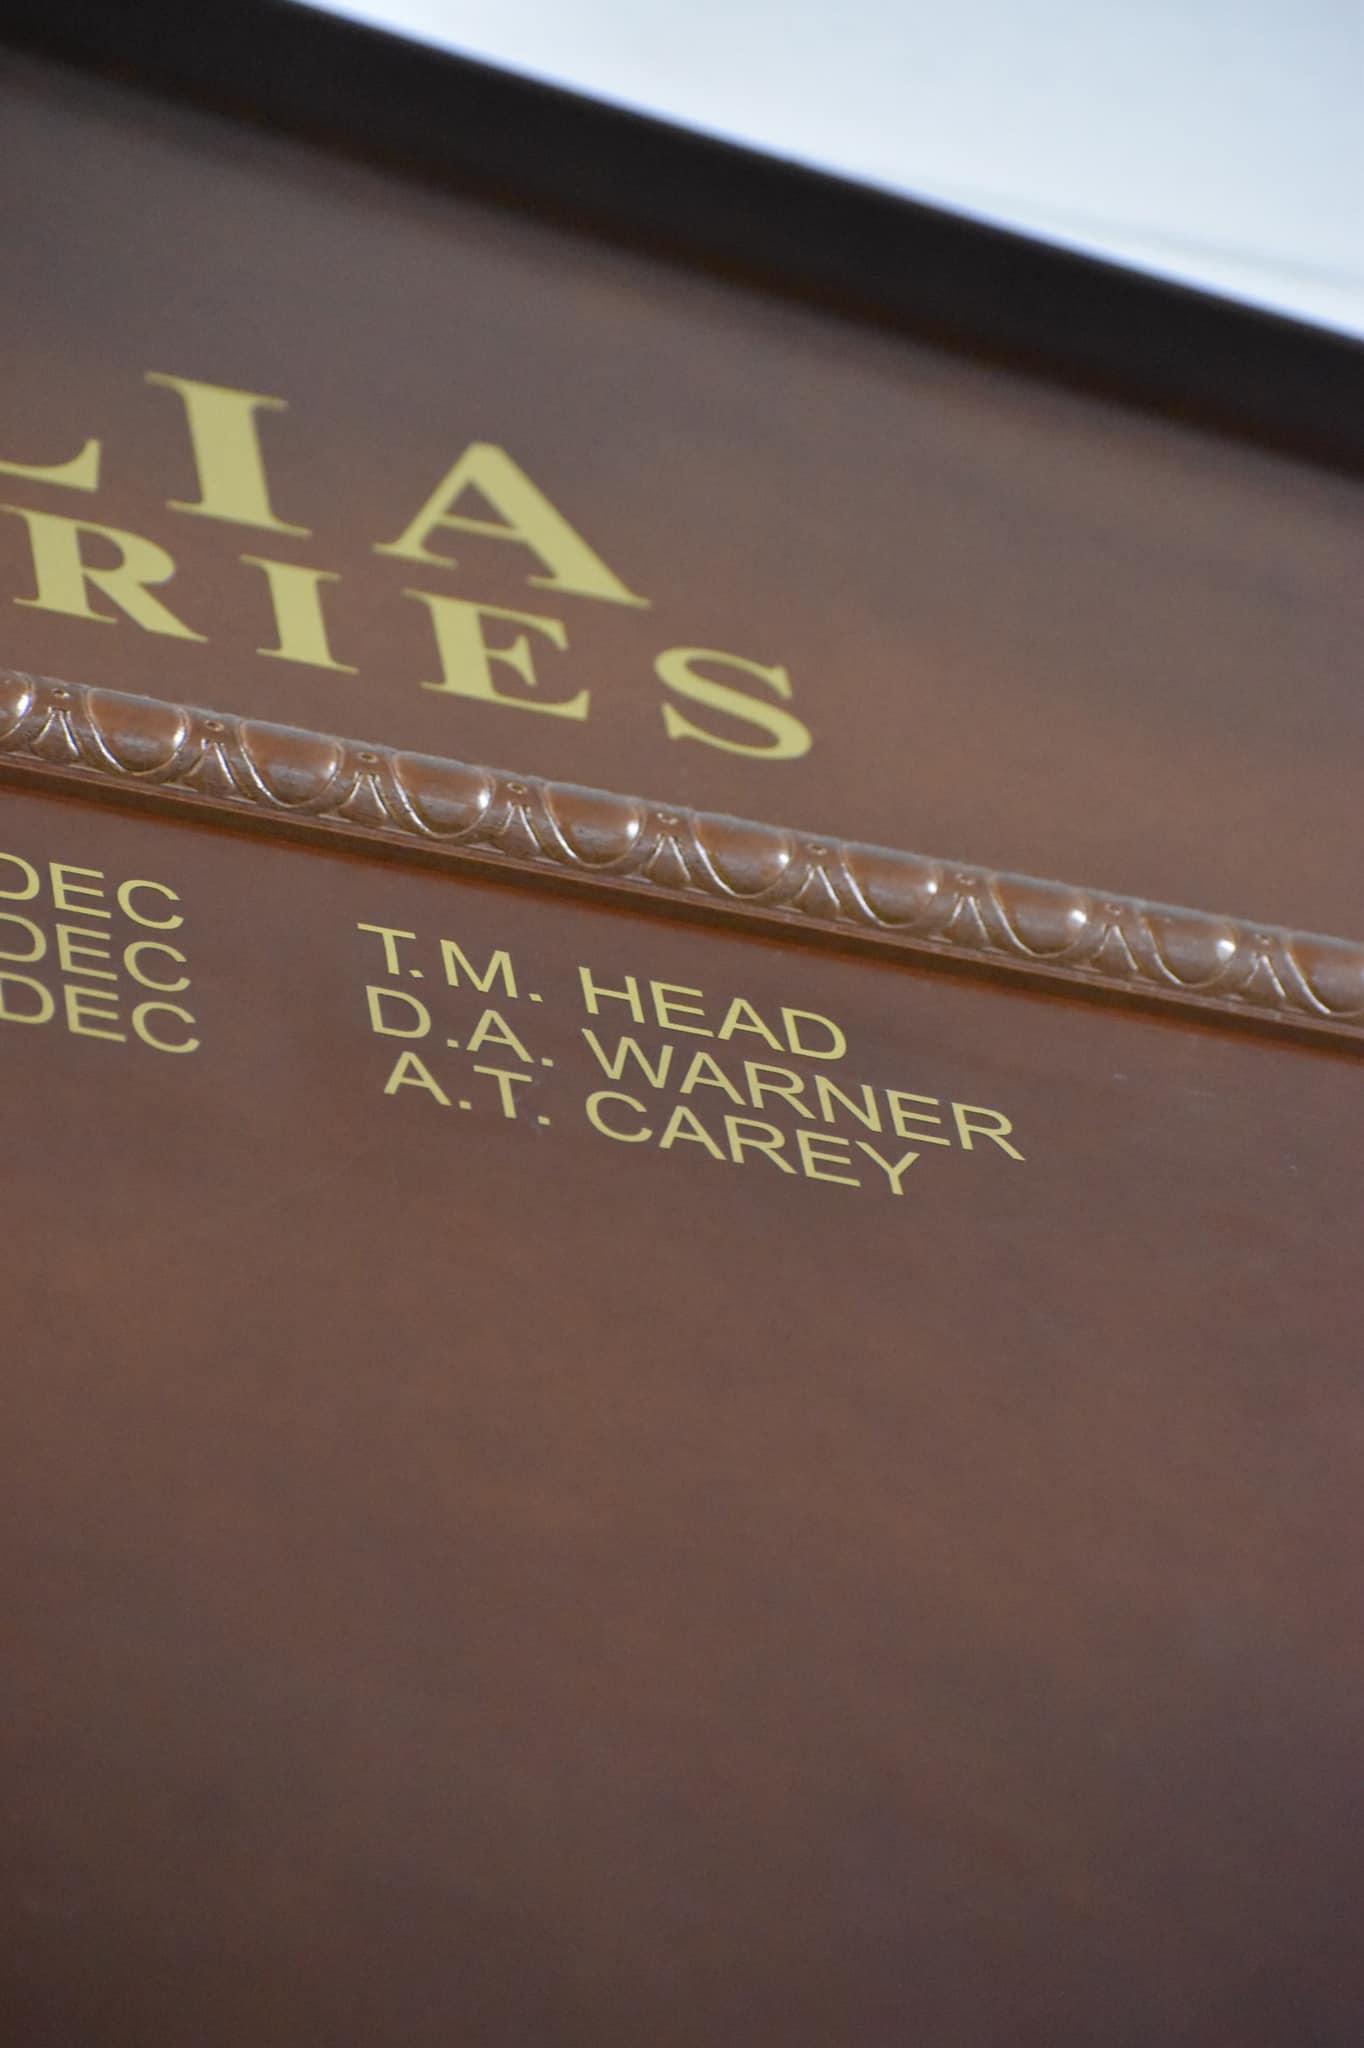 LIA
RIES
DEC T.M. HEAD
DEC D.A. WARNER
DEC A.T. CAREY